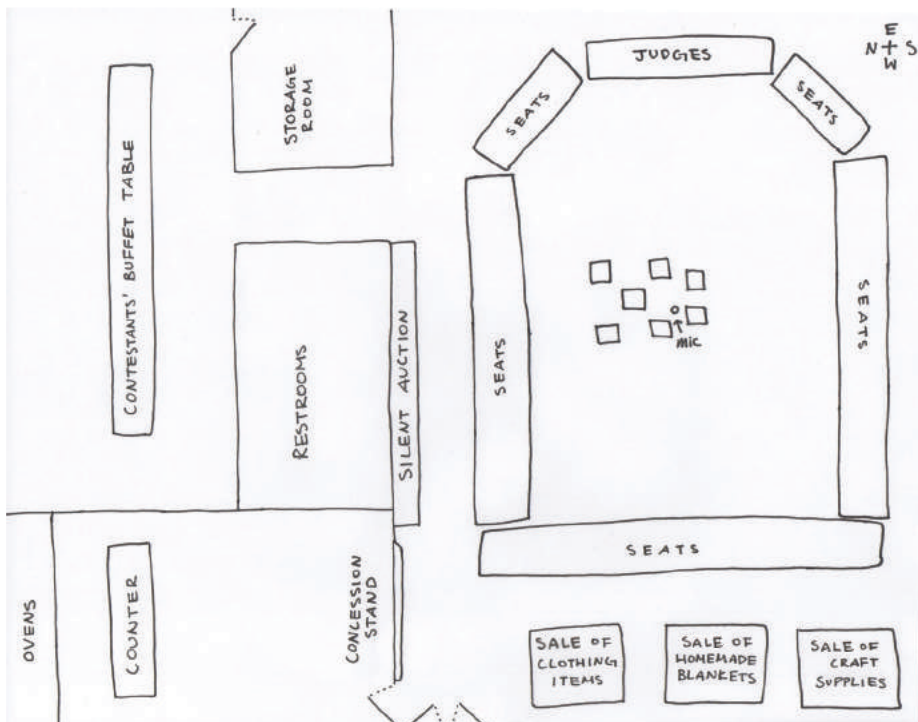 E
N S
W
JUDGES
SEATS
SEATS
STORAGE
ROOM
CONTESTANTS' BUFFET TABLE
SEATS
SEATS
MIC
RESTROOMS
SILENT AUCTION
SEATS
OVENS
COUNTER
CONCESSION
STAND
SALE OF
CLOTHING
ITEMS
SALE OF
HOMEMADE
BLANKETS
SALE OF
CRAFT
SUPPLIES